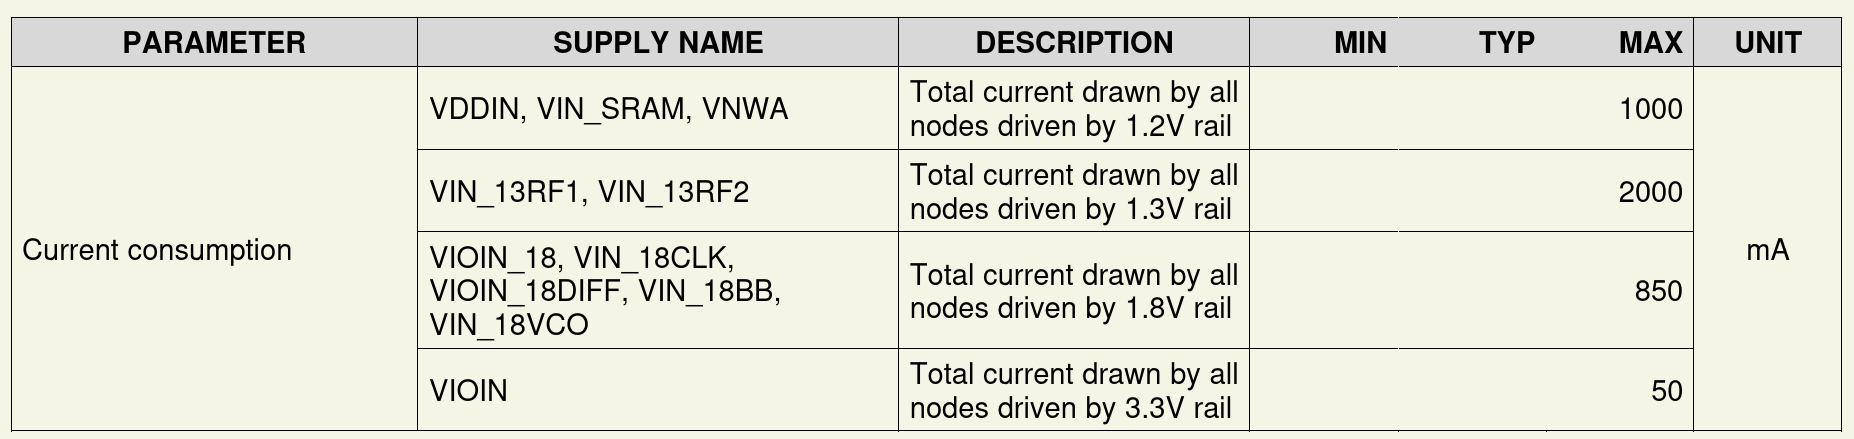 PARAMETER SUPPLY NAME DESCRIPTION MIN TYP MAX UNIT
Current consumption
VDDIN, VIN_SRAM, VNWA
Total current drawn by all
nodes driven by 1.2V rail
1000
VIN_13RF1, VIN_13RF2
Total current drawn by all
nodes driven by 1.3V rail
2000
VIOIN_18, VIN_18CLK,
VIOIN_18DIFF, VIN_18BB,
VIN_18VCO
Total current drawn by all
nodes driven by 1.8V rail
850
VIOIN
Total current drawn by all
nodes driven by 3.3V rail
50
mA